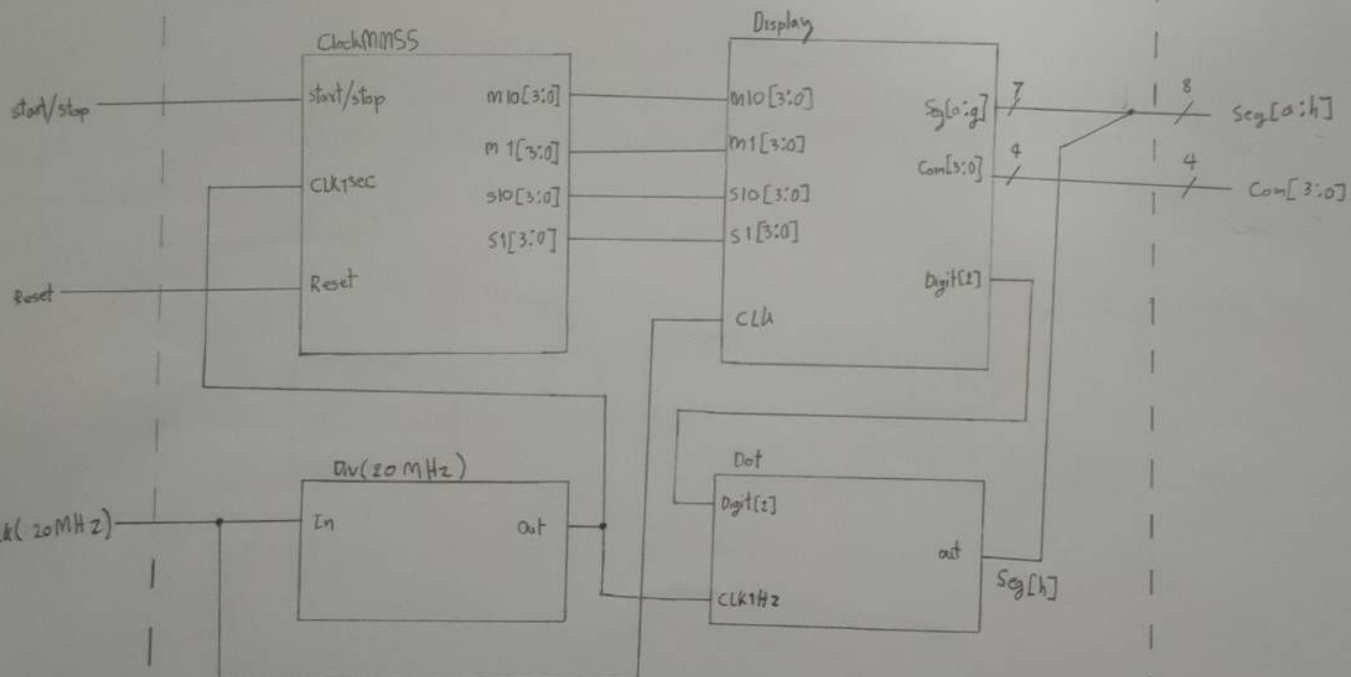 ClockMMSS
start/stop
start/stop
CLK1sec
Reset
Reset
M10[3:0]
M1[3:0]
S10[3:0]
S1[3:0]
Display
M10[3:0]
M1[3:0]
S10[3:0]
S1[3:0]
CLK
Seg[a:g]
7
Com[3:0]
4
Digit[2]
8
Seg[a:h]
4
Com[3:0]
Div(20MHz)
(20MHz)
In
Out
Dot
Digit[2]
CLK1Hz
out
Seg[h]